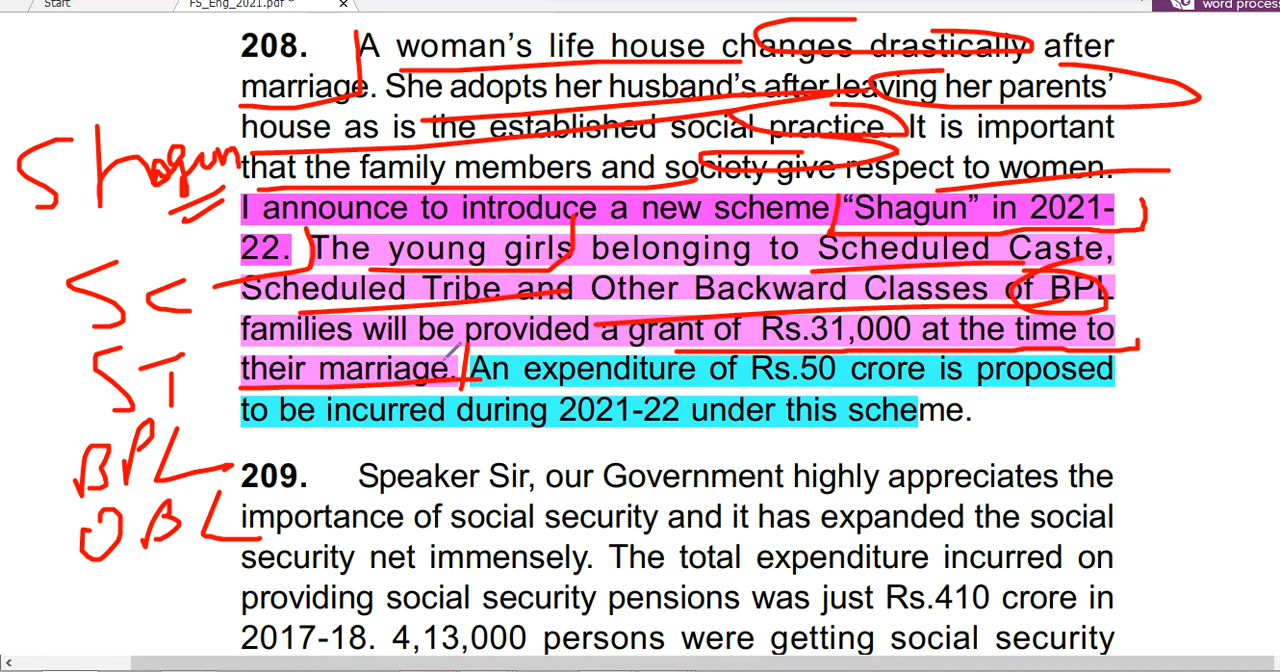 Start
FS_Eng_2021.pdf *
word process
208. A woman's life house changes drastically after
marriage. She adopts her husband's after leaving her parents'
house as is the established social practice. It is important
that the family members and society give respect to women.
I announce to introduce a new scheme "Shagun" in 2021-
22. The young girls belonging to Scheduled Caste,
Scheduled Tribe and Other Backward Classes of BPL
families will be provided a grant of Rs.31,000 at the time to
their marriage. An expenditure of Rs.50 crore is proposed
to be incurred during 2021-22 under this scheme.
Shagun
SC
ST
BPL
OBL
209. Speaker Sir, our Government highly appreciates the
importance of social security and it has expanded the social
security net immensely. The total expenditure incurred on
providing social security pensions was just Rs.410 crore in
2017-18. 4,13,000 persons were getting social security